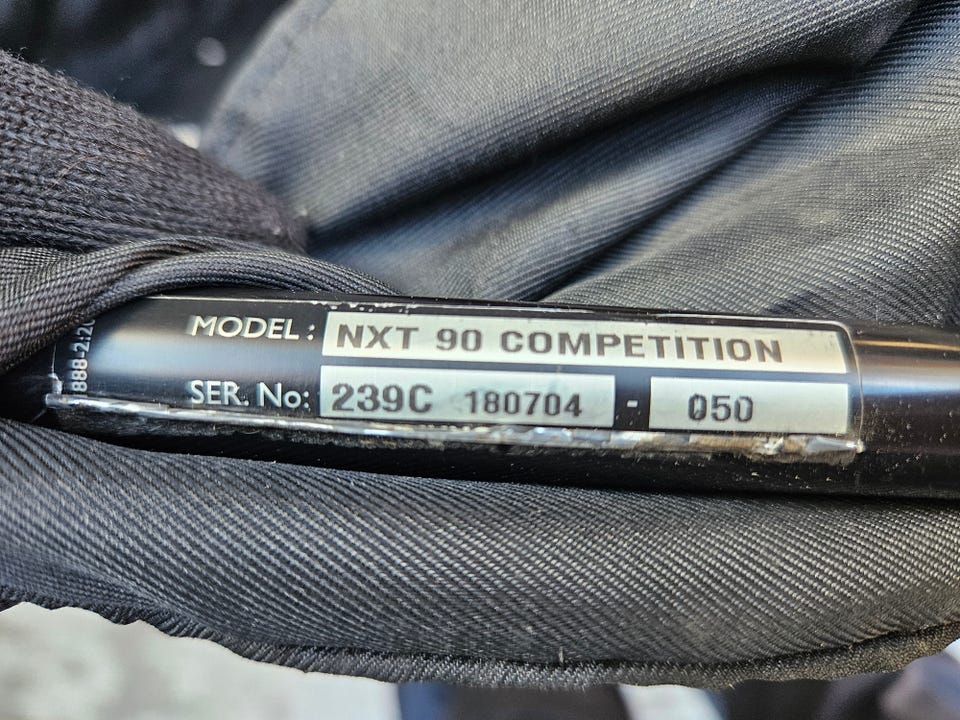 MODEL: NXT 90 COMPETITION
SER. No: 239C 180704 - 050